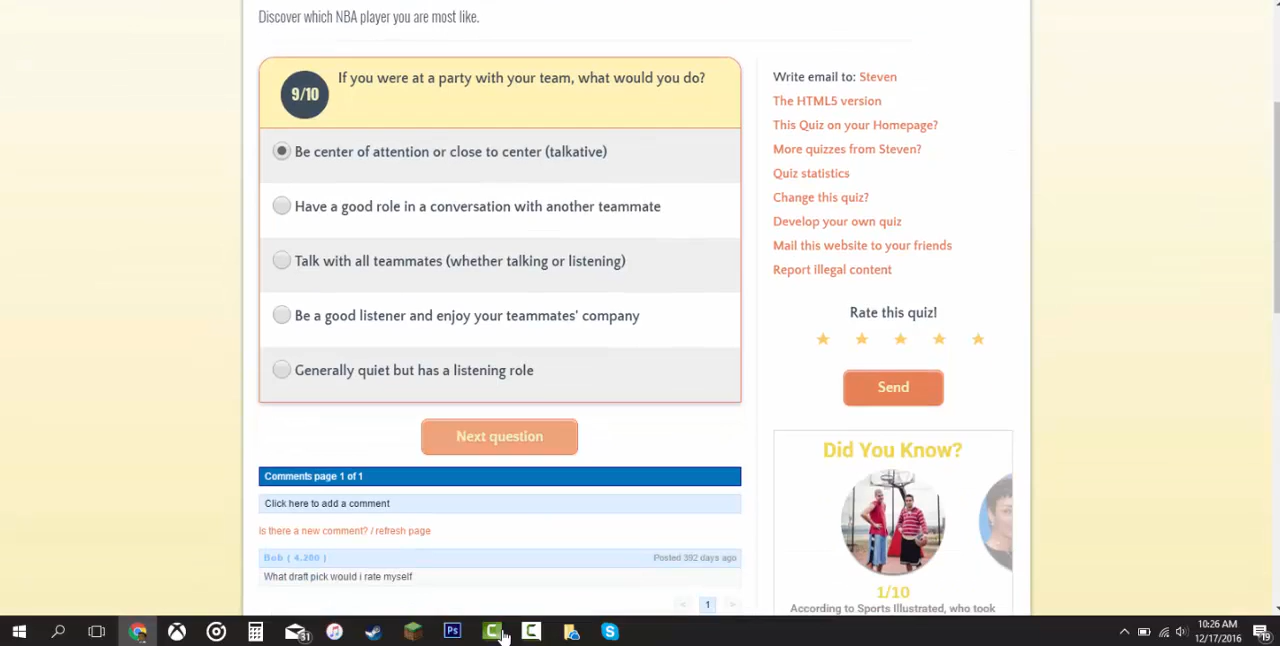 Discover which NBA player you are most like.
9/10
If you were at a party with your team, what would you do?
Be center of attention or close to center (talkative)
Have a good role in a conversation with another teammate
Talk with all teammates (whether talking or listening)
Be a good listener and enjoy your teammates' company
Generally quiet but has a listening role
Next question
Comments page 1 of 1
Click here to add a comment
Is there a new comment? / refresh page
Bob ( 4.280 )
Posted 392 days ago
What draft pick would i rate myself
< 1 >
Write email to: Steven
The HTML5 version
This Quiz on your Homepage?
More quizzes from Steven?
Quiz statistics
Change this quiz?
Develop your own quiz
Mail this website to your friends
Report illegal content
Rate this quiz!
Send
Did You Know?
1/10
According to Sports Illustrated, who took
31
Ps
10:26 AM
12/17/2016
19